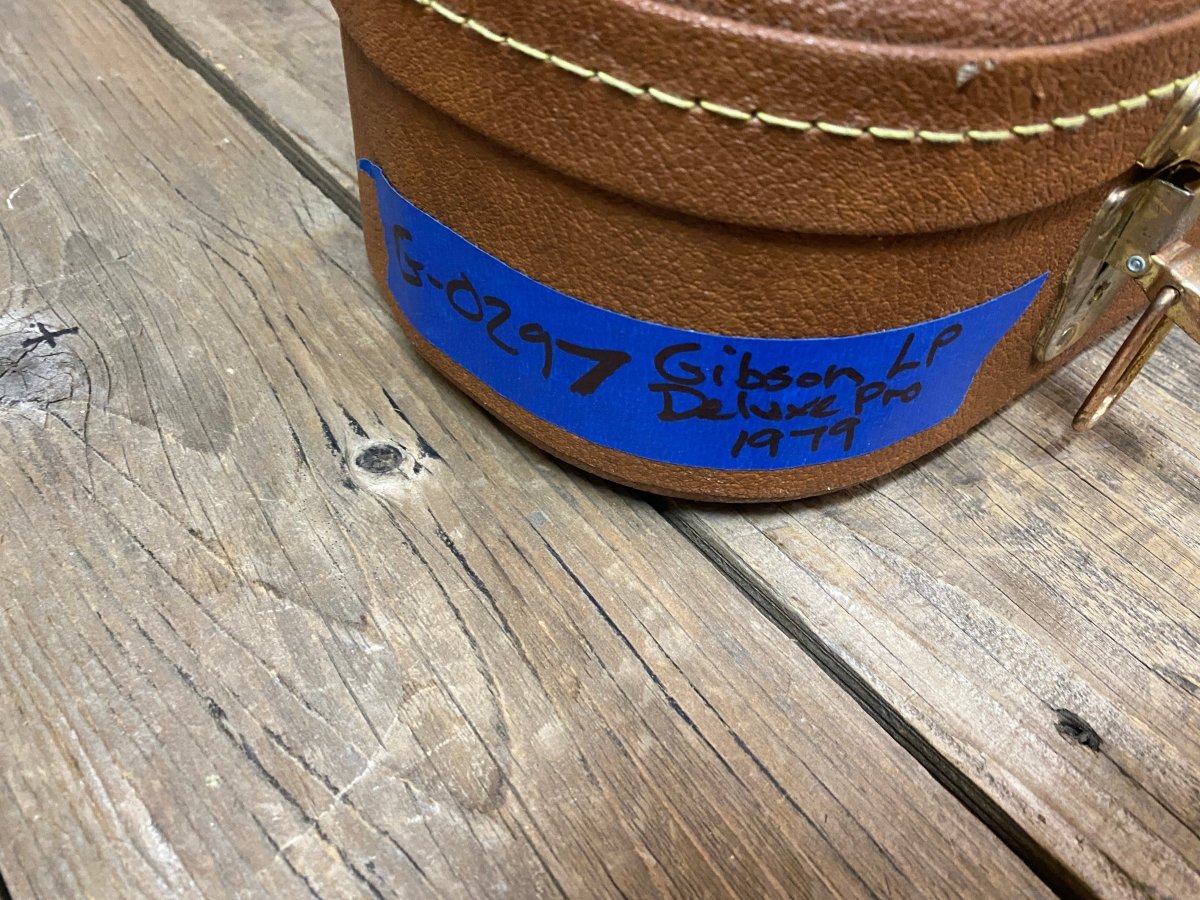 G-0297
Gibson LP
Deluxe Pro
1979